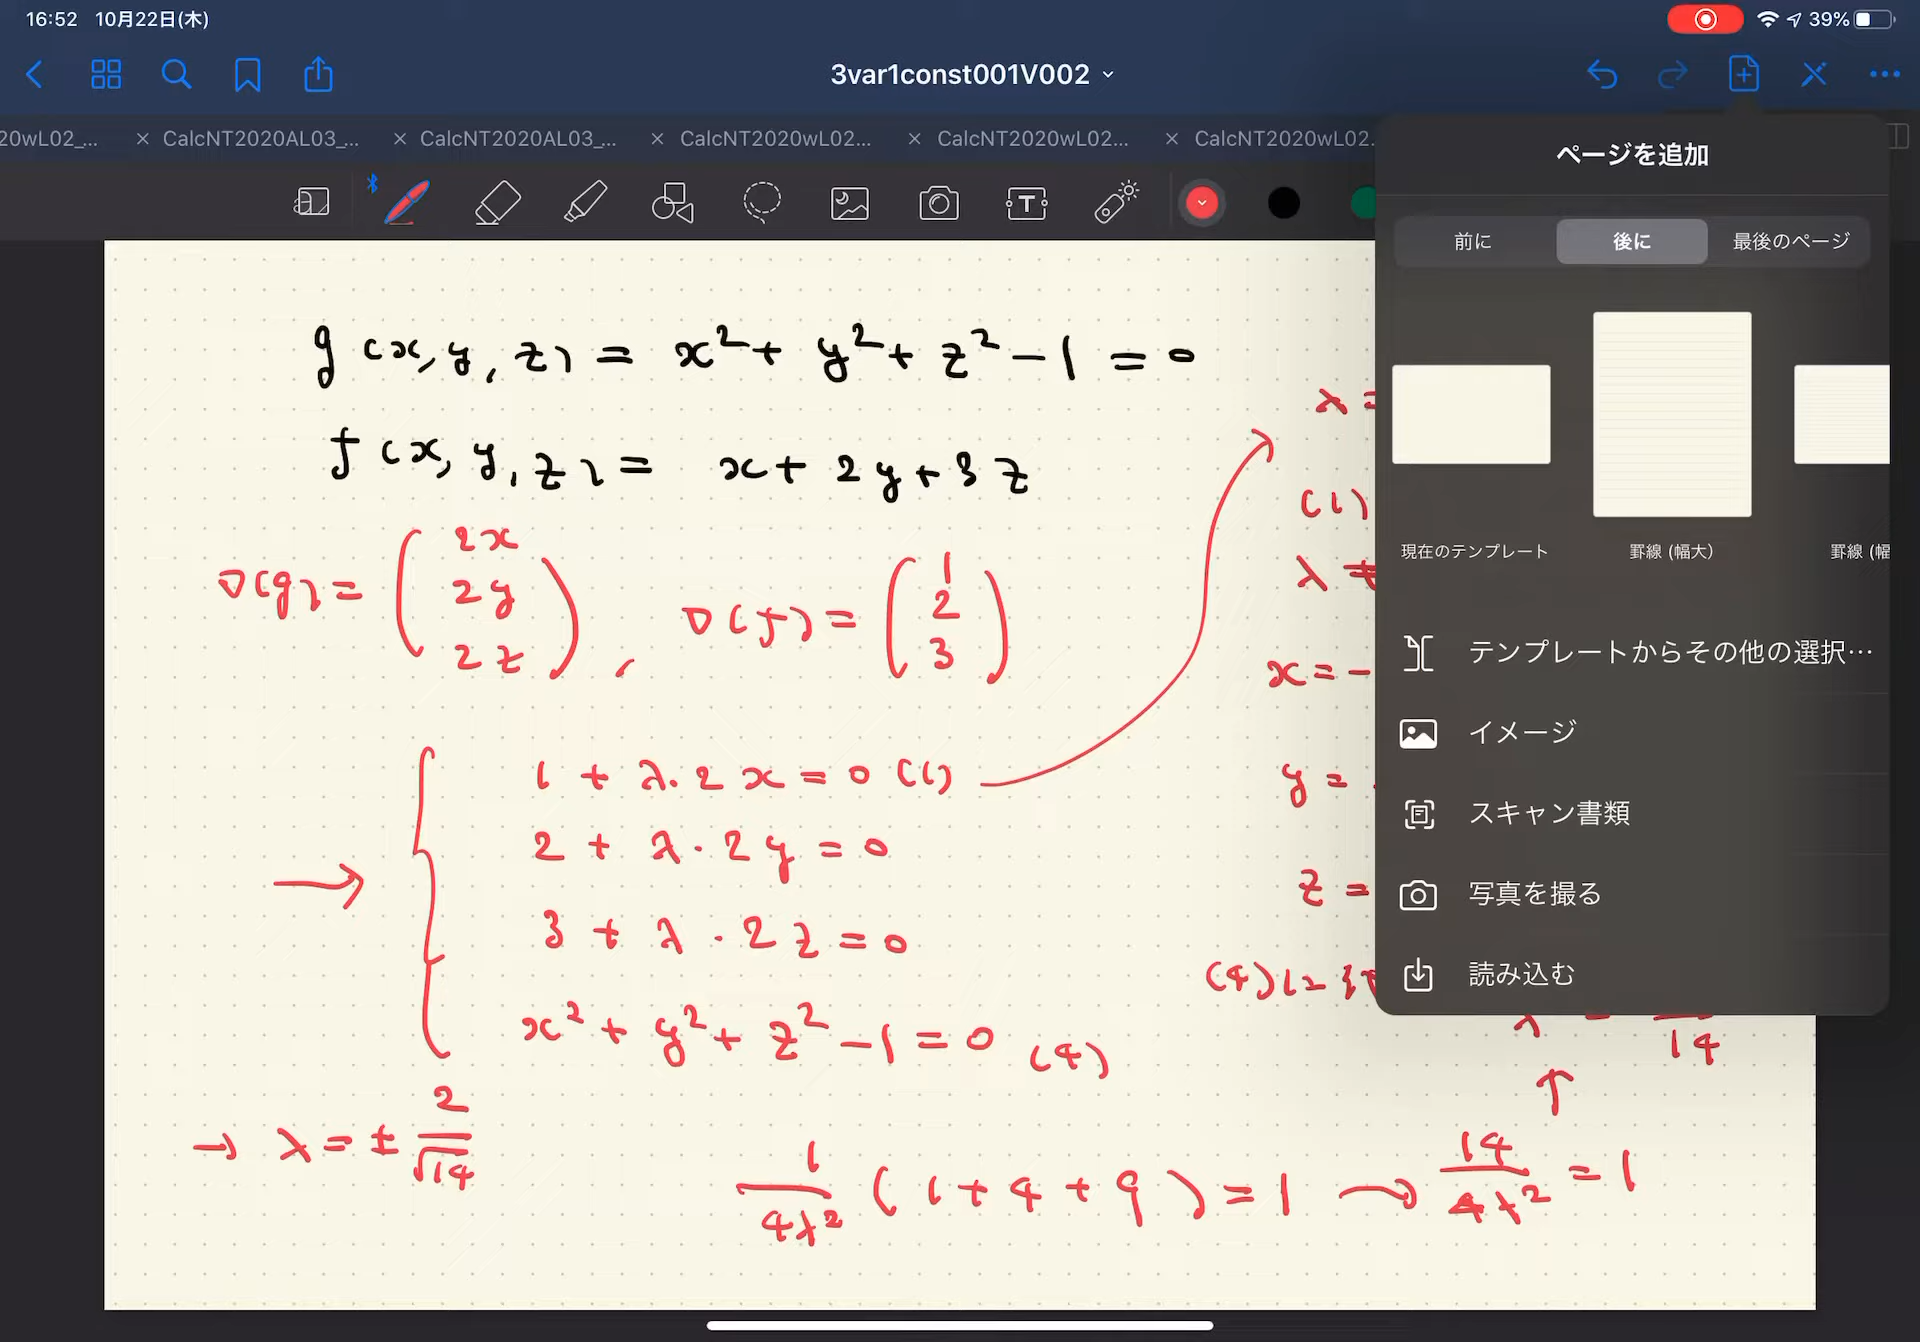 16:52 10月22日(木)
39%
3var1const001V002
20wL02_...
CalcNT2020AL03_...
CalcNT2020AL03_...
CalcNT2020wL02...
CalcNT2020wL02...
CalcNT2020wL02.
ページを追加
前に 後に 最後のページ
現在のテンプレート 罫線 (幅大) 罫線 (幅
テンプレートからその他の選択…
イメージ
スキャン書類
写真を撮る
読み込む
g(x, y, z) = x² + y² + z² - 1 = 0
f(x, y, z) = x + 2y + 3z
∇(g) = (2x 2y 2z), ∇(f) = (1 2 3)
→ 1 + λ・2x = 0 (1)
2 + λ・2y = 0
3 + λ・2z = 0
x² + y² + z² - 1 = 0 (4)
→ λ = ± 2/√14
λ =
(1)
λ ≠
x = -
y =
z =
(4)に
λ = 14
↑
1/4λ² (1 + 4 + 9) = 1 → 14/4λ² = 1